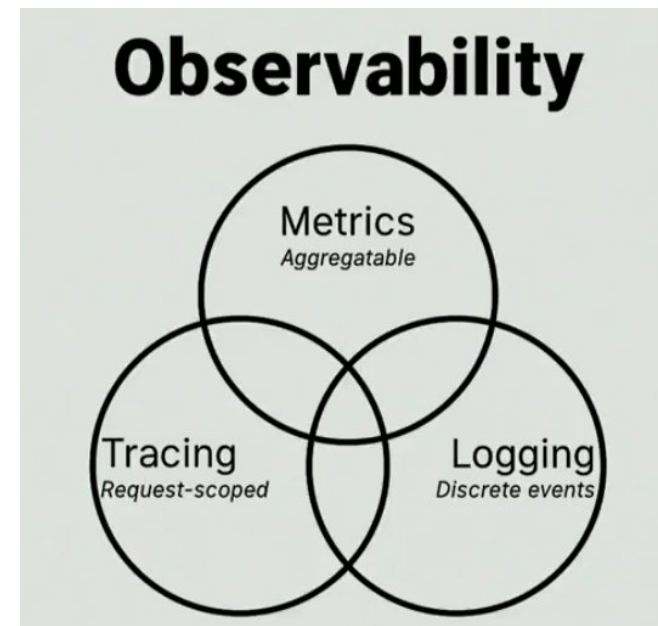 Observability
Metrics
Aggregatable
Tracing
Request-scoped
Logging
Discrete events